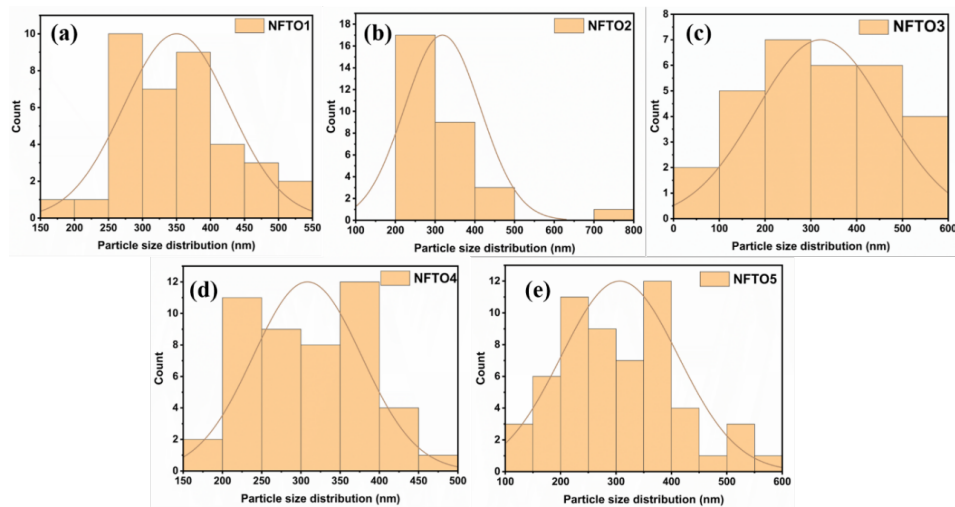 (a)
NFTO1
10
8
6
4
2
0
Count
150 200 250 300 350 400 450 500 550
Particle size distribution (nm)
(b)
NFTO2
18
16
14
12
10
8
6
4
2
0
Count
100 200 300 400 500 600 700 800
Particle size distribution (nm)
(c)
NFTO3
8
7
6
5
4
3
2
1
0
Count
0 100 200 300 400 500 600
Particle size distribution (nm)
(d)
NFTO4
12
10
8
6
4
2
0
Count
150 200 250 300 350 400 450 500
Particle size distribution (nm)
(e)
NFTO5
12
10
8
6
4
2
0
Count
100 200 300 400 500 600
Particle size distribution (nm)